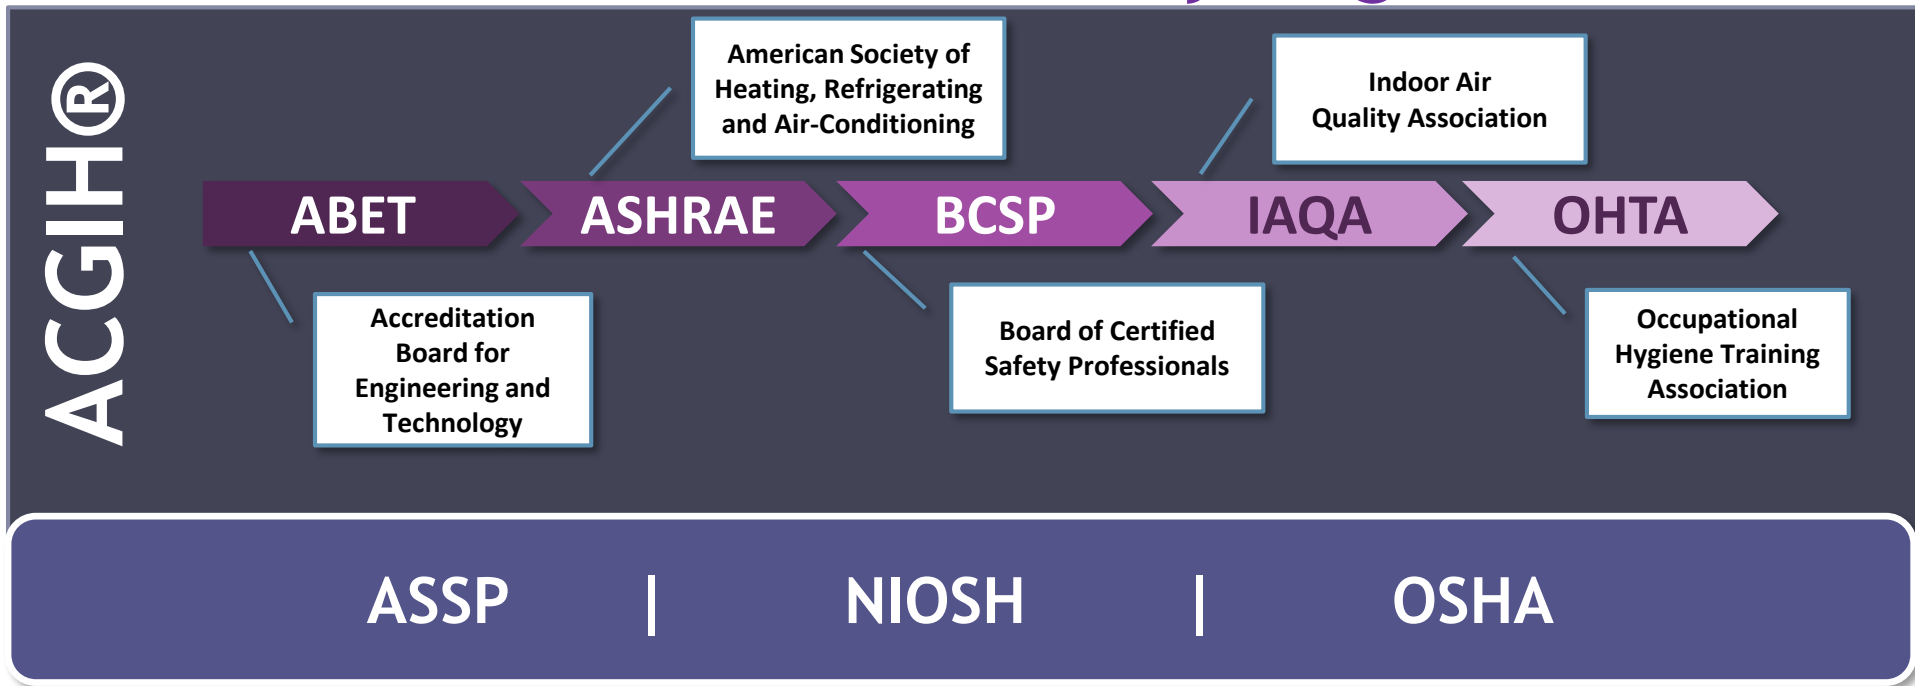 ACGIH®
American Society of
Heating, Refrigerating
and Air-Conditioning
Indoor Air
Quality Association
ABET
ASHRAE
BCSP
IAQA
OHTA
Accreditation
Board for
Engineering and
Technology
Board of Certified
Safety Professionals
Occupational
Hygiene Training
Association
ASSP | NIOSH | OSHA